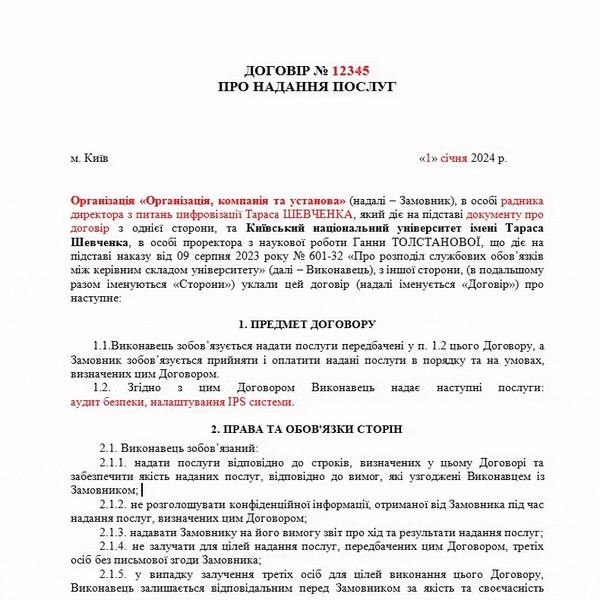 ДОГОВІР № 12345
ПРО НАДАННЯ ПОСЛУГ
м. Київ «1» січня 2024 р.
Організація «Організація, компанія та установа» (надалі – Замовник), в особі радника
директора з питань цифровізації Тараса ШЕВЧЕНКА, який діє на підставі документу про
договір з однієї сторони, та Київський національний університет імені Тараса
Шевченка, в особі проректора з наукової роботи Ганни ТОЛСТАНОВОЇ, що діє на
підставі наказу від 09 серпня 2023 року № 601-32 «Про розподіл службових обов’язків
між керівним складом університету» (далі – Виконавець), з іншої сторони, (в подальшому
разом іменуються «Сторони») уклали цей договір (надалі іменується «Договір») про
наступне:
1. ПРЕДМЕТ ДОГОВОРУ
1.1.Виконавець зобов’язується надати послуги передбачені у п. 1.2 цього Договору, а
Замовник зобов’язується прийняти і оплатити надані послуги в порядку та на умовах,
визначених цим Договором.
1.2. Згідно з цим Договором Виконавець надає наступні послуги:
аудит безпеки, налаштування IPS системи.
2. ПРАВА ТА ОБОВ'ЯЗКИ СТОРІН
2.1. Виконавець зобов’язаний:
2.1.1. надати послуги відповідно до строків, визначених у цьому Договорі та
забезпечити якість наданих послуг, відповідно до вимог, які узгоджені Виконавцем із
Замовником;
2.1.2. не розголошувати конфіденційної інформації, отриманої від Замовника під час
надання послуг, визначених цим Договором;
2.1.3. надавати Замовнику на його вимогу звіт про хід та результати надання послуг;
2.1.4. не залучати для цілей надання послуг, передбачених цим Договором, третіх
осіб без письмової згоди Замовника;
2.1.5. у випадку залучення третіх осіб для цілей виконання цього Договору,
Виконавець залишається відповідальним перед Замовником за якість та своєчасність